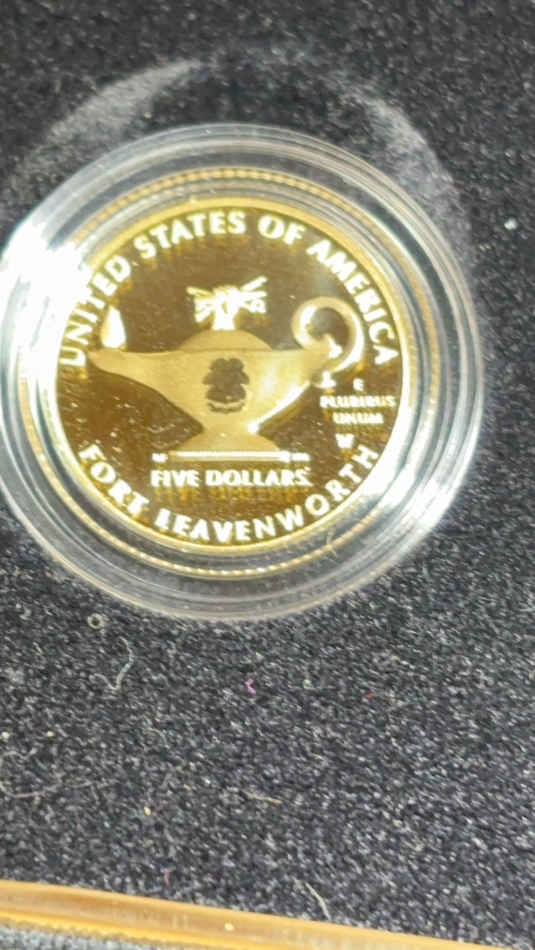 UNITED STATES OF AMERICA
E
PLURIBUS
UNUM
W
FIVE DOLLARS
FORT LEAVENWORTH